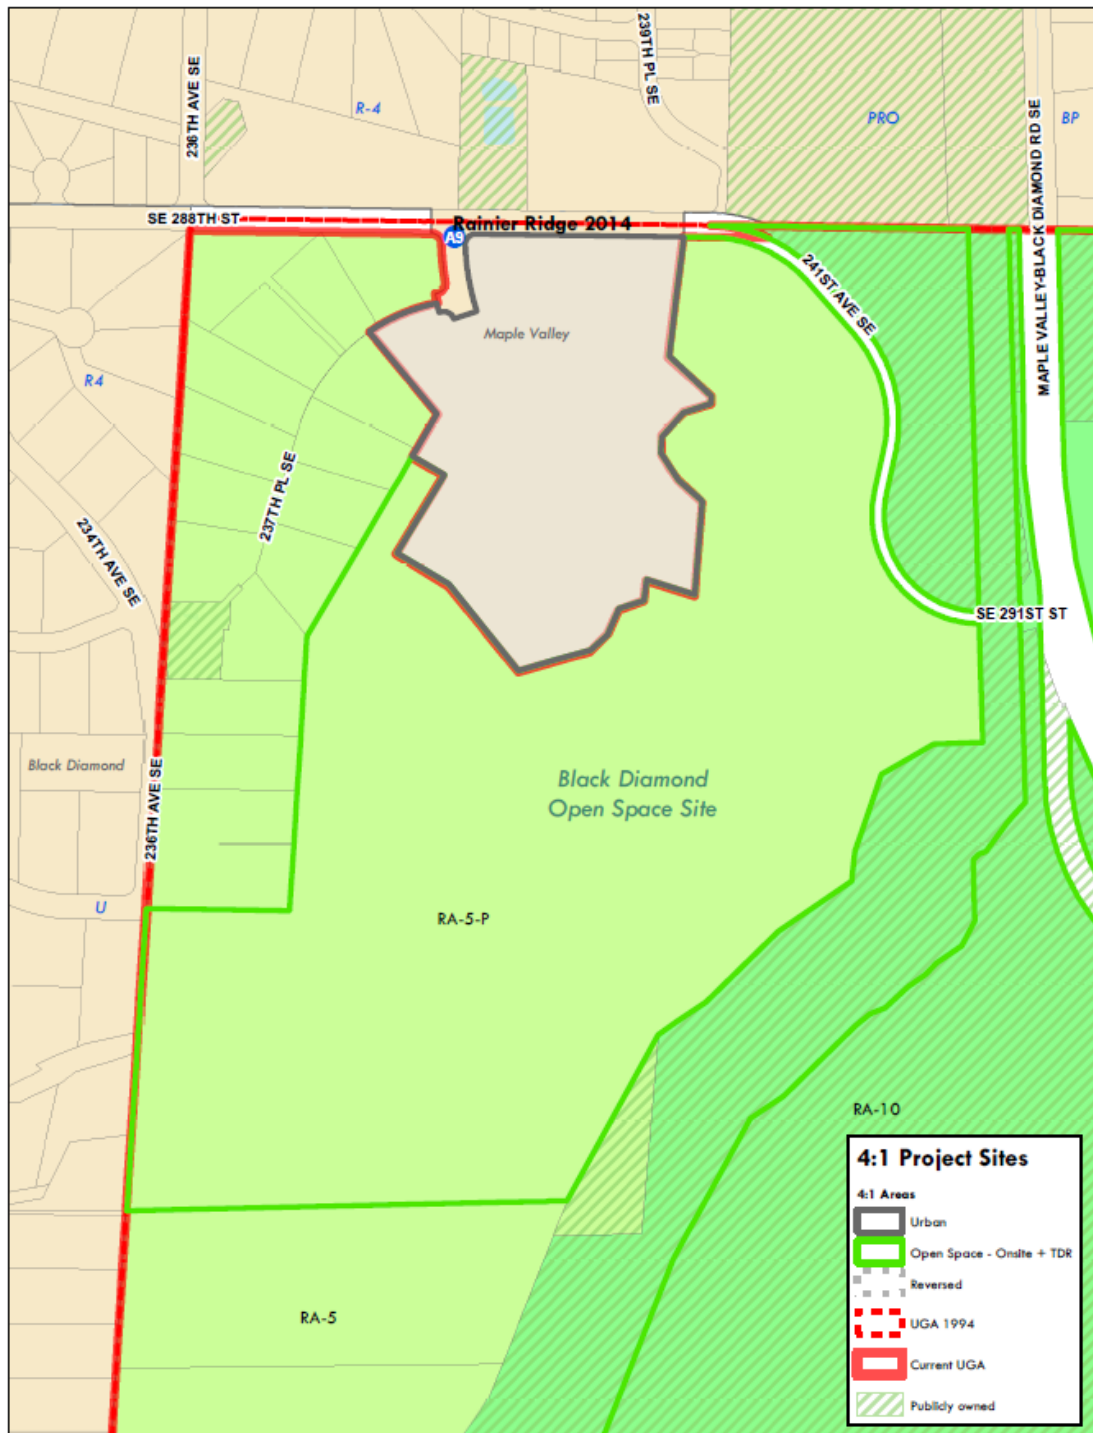 236TH AVE SE
R-4
239TH PL SE
PRO
MAPLE VALLEY-BLACK DIAMOND RD SE
BP
SE 288TH ST
Rainier Ridge 2014
A9
241ST AVE SE
Maple Valley
R4
237TH PL SE
234TH AVE SE
SE 291ST ST
Black Diamond
236TH AVE SE
Black Diamond
Open Space Site
U
RA-5-P
RA-10
RA-5
4:1 Project Sites
4:1 Areas
Urban
Open Space - Onsite + TDR
Reversed
UGA 1994
Current UGA
Publicly owned